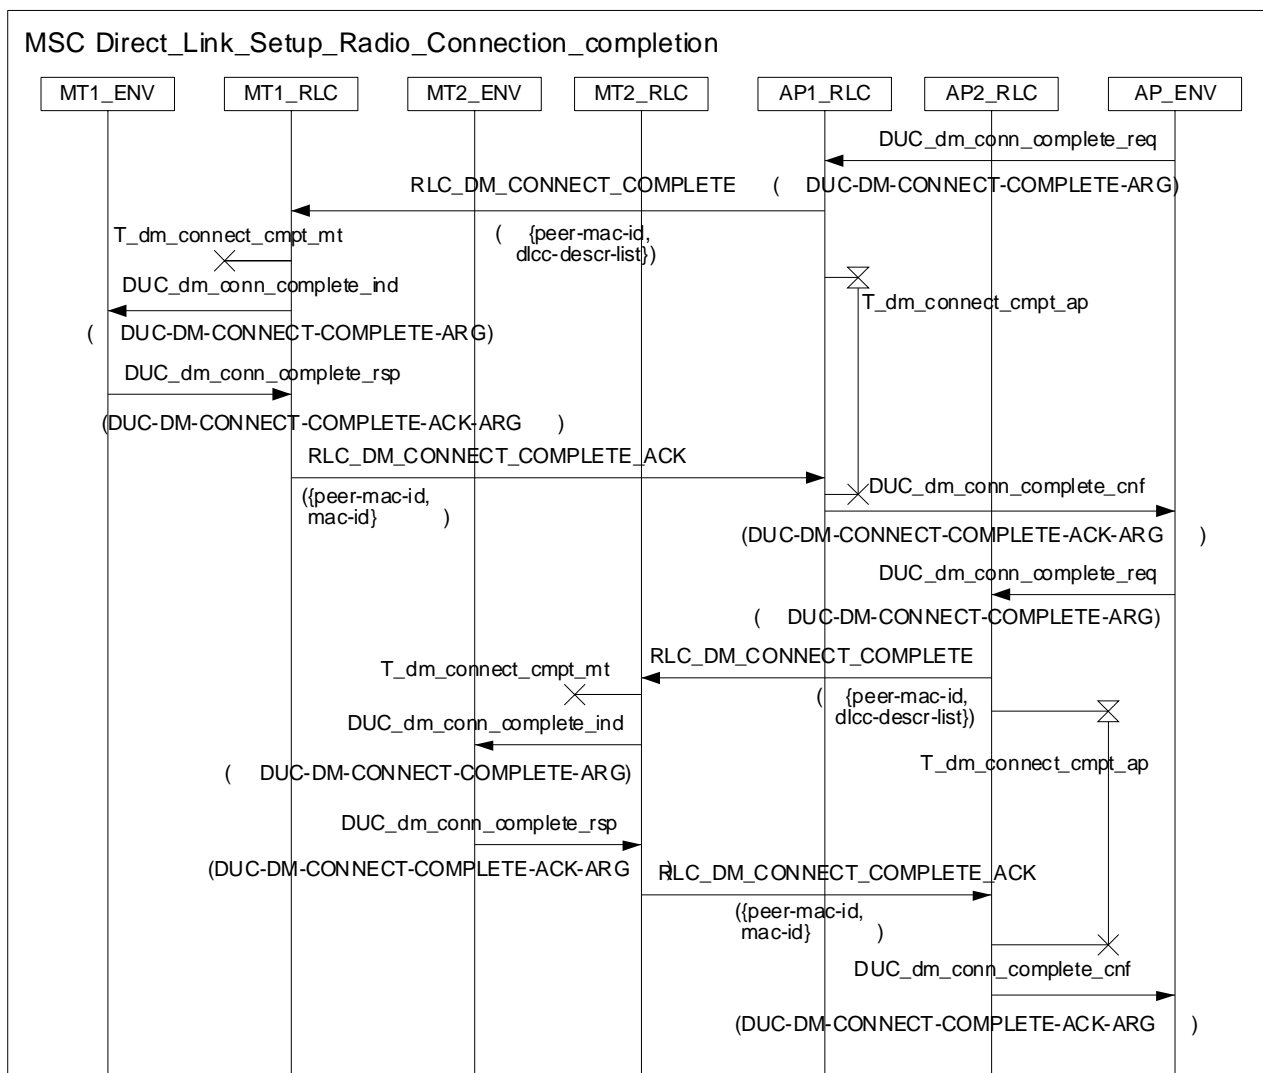 MSC Direct_Link_Setup_Radio_Connection_completion
MT1_ENV MT1_RLC MT2_ENV MT2_RLC AP1_RLC AP2_RLC AP_ENV
DUC_dm_conn_complete_req
RLC_DM_CONNECT_COMPLETE ( DUC-DM-CONNECT-COMPLETE-ARG)
T_dm_connect_cmpt_mt ( {peer-mac-id,
dlcc-descr-list})
DUC_dm_conn_complete_ind
T_dm_connect_cmpt_ap
( DUC-DM-CONNECT-COMPLETE-ARG)
DUC_dm_conn_complete_rsp
(DUC-DM-CONNECT-COMPLETE-ACK-ARG )
RLC_DM_CONNECT_COMPLETE_ACK
DUC_dm_conn_complete_cnf
({peer-mac-id,
mac-id} )
(DUC-DM-CONNECT-COMPLETE-ACK-ARG )
DUC_dm_conn_complete_req
( DUC-DM-CONNECT-COMPLETE-ARG)
RLC_DM_CONNECT_COMPLETE
T_dm_connect_cmpt_mt
( {peer-mac-id,
dlcc-descr-list})
DUC_dm_conn_complete_ind
T_dm_connect_cmpt_ap
( DUC-DM-CONNECT-COMPLETE-ARG)
DUC_dm_conn_complete_rsp
(DUC-DM-CONNECT-COMPLETE-ACK-ARG )
RLC_DM_CONNECT_COMPLETE_ACK
({peer-mac-id,
mac-id} )
DUC_dm_conn_complete_cnf
(DUC-DM-CONNECT-COMPLETE-ACK-ARG )